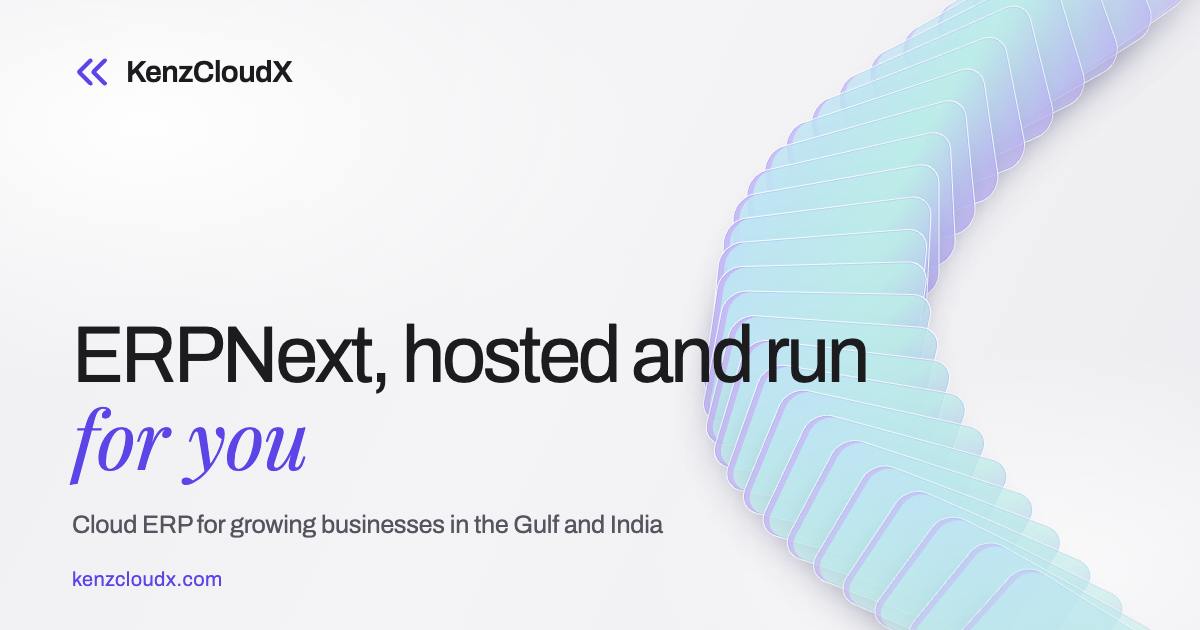 KenzCloudX
ERPNext, hosted and run
for you
Cloud ERP for growing businesses in the Gulf and India
kenzcloudx.com